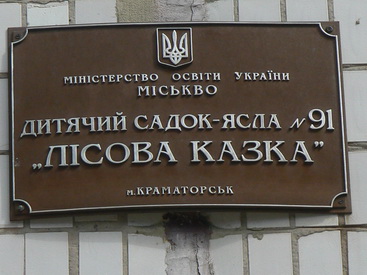 МІНІСТЕРСТВО ОСВІТИ УКРАЇНИ
МІСЬКВО
ДИТЯЧИЙ САДОК-ЯСЛА № 91
„ЛІСОВА КАЗКА”
м. КРАМАТОРСЬК